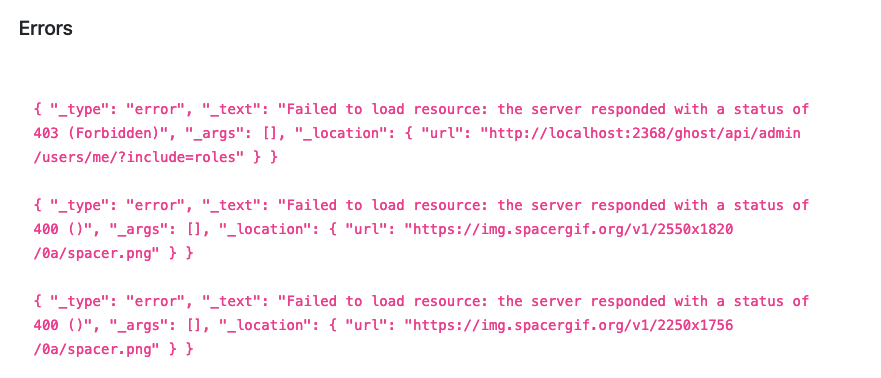 Errors
{ "_type": "error", "_text": "Failed to load resource: the server responded with a status of
403 (Forbidden)", "_args": [], "_location": { "url": "http://localhost:2368/ghost/api/admin
/users/me/?include=roles" } }
{ "_type": "error", "_text": "Failed to load resource: the server responded with a status of
400 ()", "_args": [], "_location": { "url": "https://img.spacergif.org/v1/2550x1820
/0a/spacer.png" } }
{ "_type": "error", "_text": "Failed to load resource: the server responded with a status of
400 ()", "_args": [], "_location": { "url": "https://img.spacergif.org/v1/2250x1756
/0a/spacer.png" } }